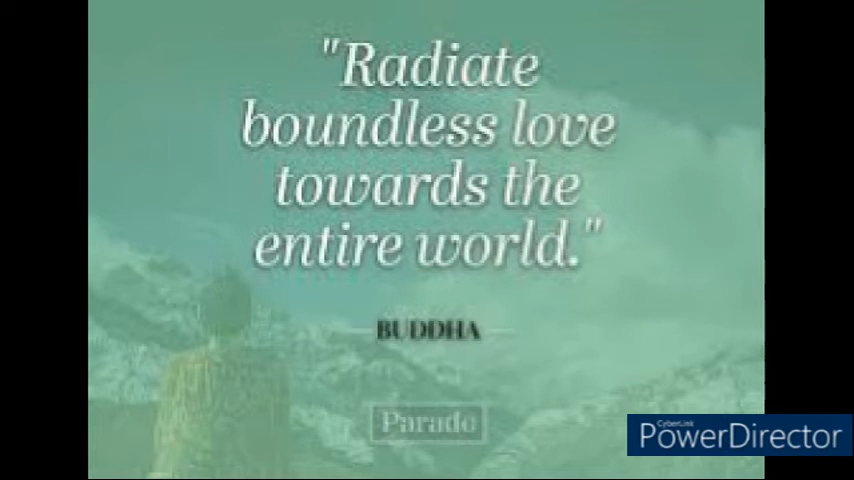 "Radiate
boundless love
towards the
entire world."
BUDDHA
Parade
CyberLink
PowerDirector